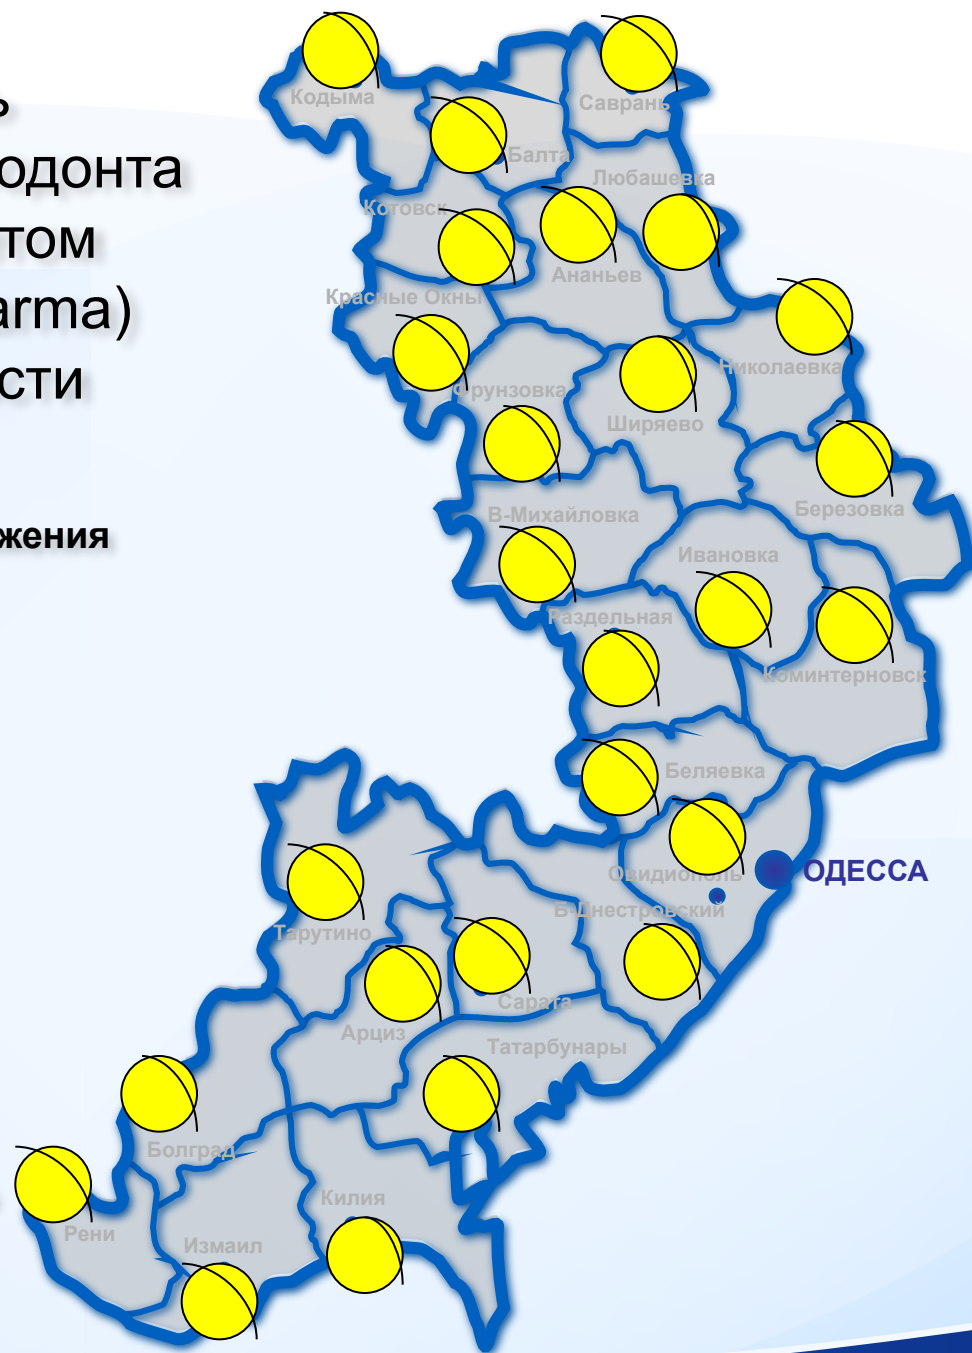 ь
одонта
том
arma)
сти
жения
Кодыма
Саврань
Балта
Любашевка
Котовск
Ананьев
Красные Окны
Николаевка
Фрунзовка
Ширяево
Березовка
В-Михайловка
Ивановка
Раздельная
Коминтерновск
Беляевка
Овидиополь
ОДЕССА
Б-Днестровский
Тарутино
Сарата
Арциз
Татарбунары
Болград
Килия
Рени
Измаил